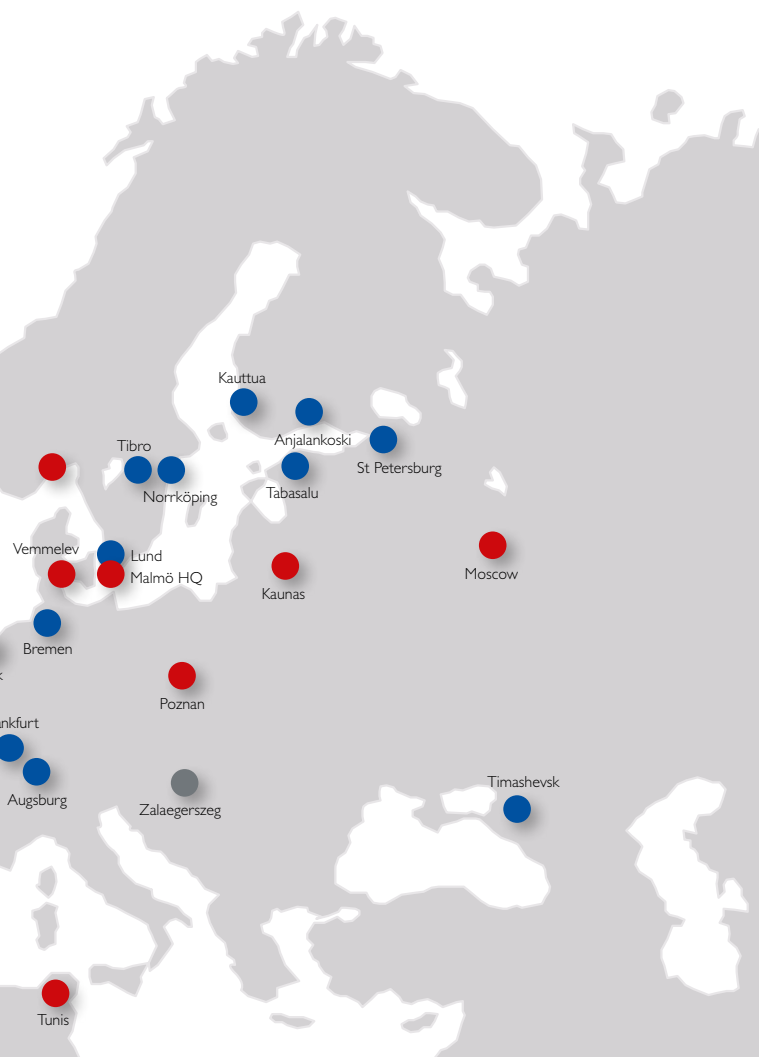 Kauttua
Anjalankoski
Tibro
St Petersburg
Norrköping
Tabasalu
Vemmelev
Lund
Malmö HQ
Moscow
Kaunas
Bremen
k
Poznan
ankfurt
Timashevsk
Augsburg
Zalaegerszeg
Tunis